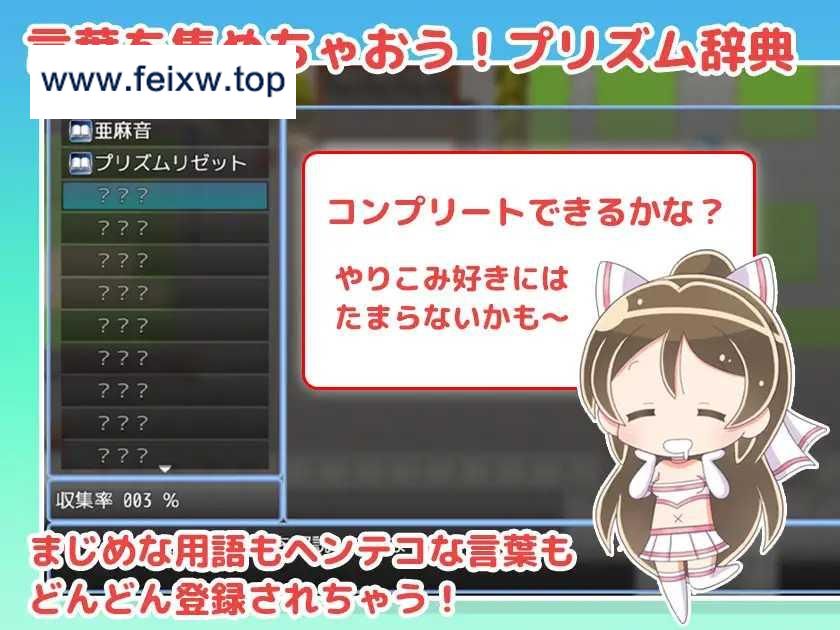 言葉を集めちゃおう！プリズム辞典
www.feixw.top
亜麻音
プリズムリゼット
？？？
？？？
？？？
？？？
？？？
？？？
？？？
？？？
？？？
コンプリートできるかな？
やりこみ好きには
たまらないかも～
収集率 003 %
まじめな用語もヘンテコな言葉も
どんどん登録されちゃう！